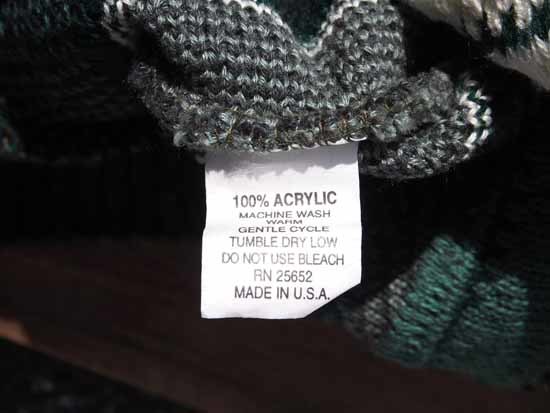 100% ACRYLIC
MACHINE WASH
WARM
GENTLE CYCLE
TUMBLE DRY LOW
DO NOT USE BLEACH
RN 25652
MADE IN U.S.A.